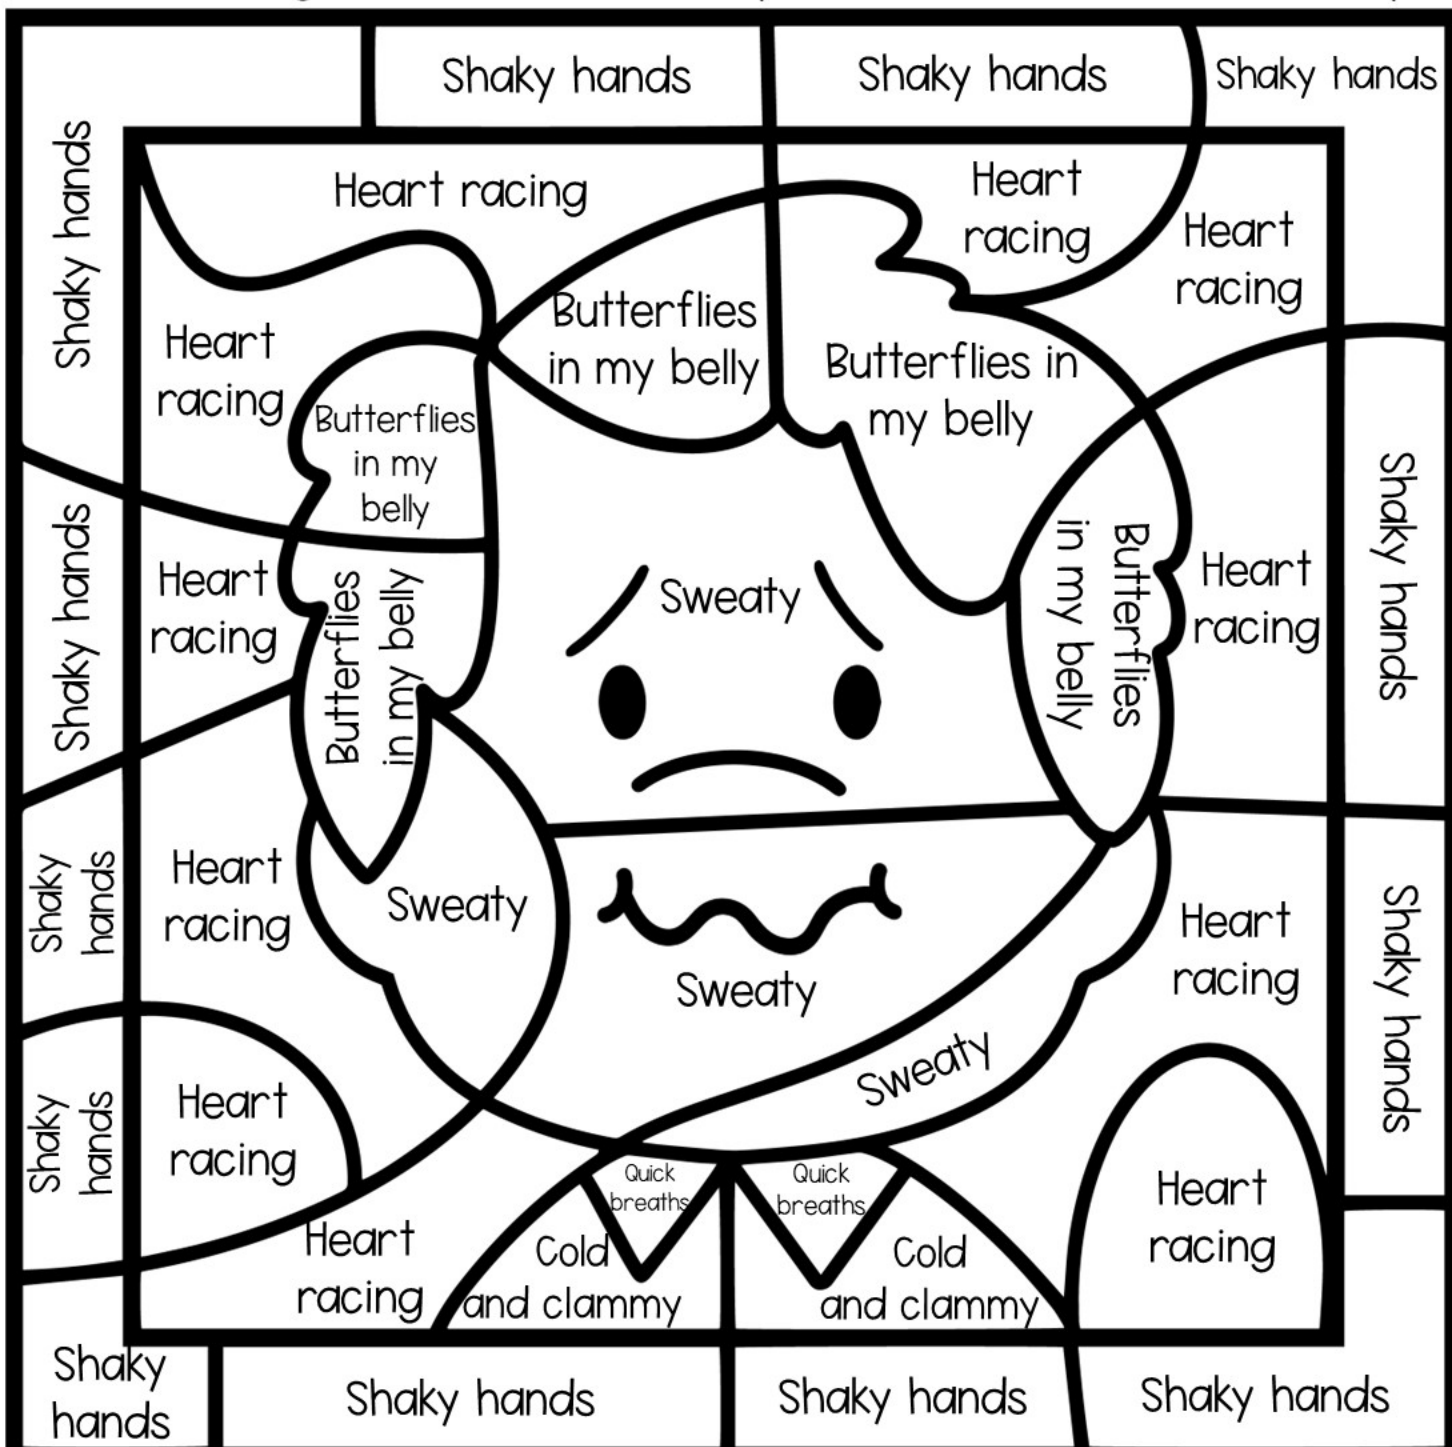 Shaky hands
Shaky hands
Shaky hands
Shaky hands
Heart racing
Heart
racing
Heart
racing
Heart
racing
Butterflies
in my belly
Butterflies in
my belly
Butterflies
in my
belly
Shaky hands
Shaky hands
Heart
racing
Butterflies
in my belly
Sweaty
Butterflies
in my belly
Heart
racing
Shaky
hands
Heart
racing
Sweaty
Sweaty
Heart
racing
Shaky hands
Sweaty
Shaky
hands
Heart
racing
Quick
breaths
Quick
breaths
Heart
racing
Heart
racing
Cold
and clammy
Cold
and clammy
Shaky
hands
Shaky hands
Shaky hands
Shaky hands